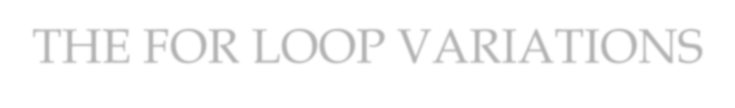 THE FOR LOOP VARIATIONS